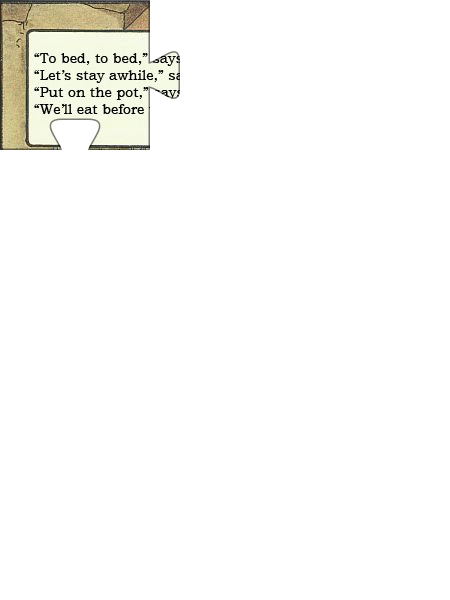 “To bed, to bed,” says
“Let’s stay awhile,” sa
“Put on the pot,” says
“We’ll eat before